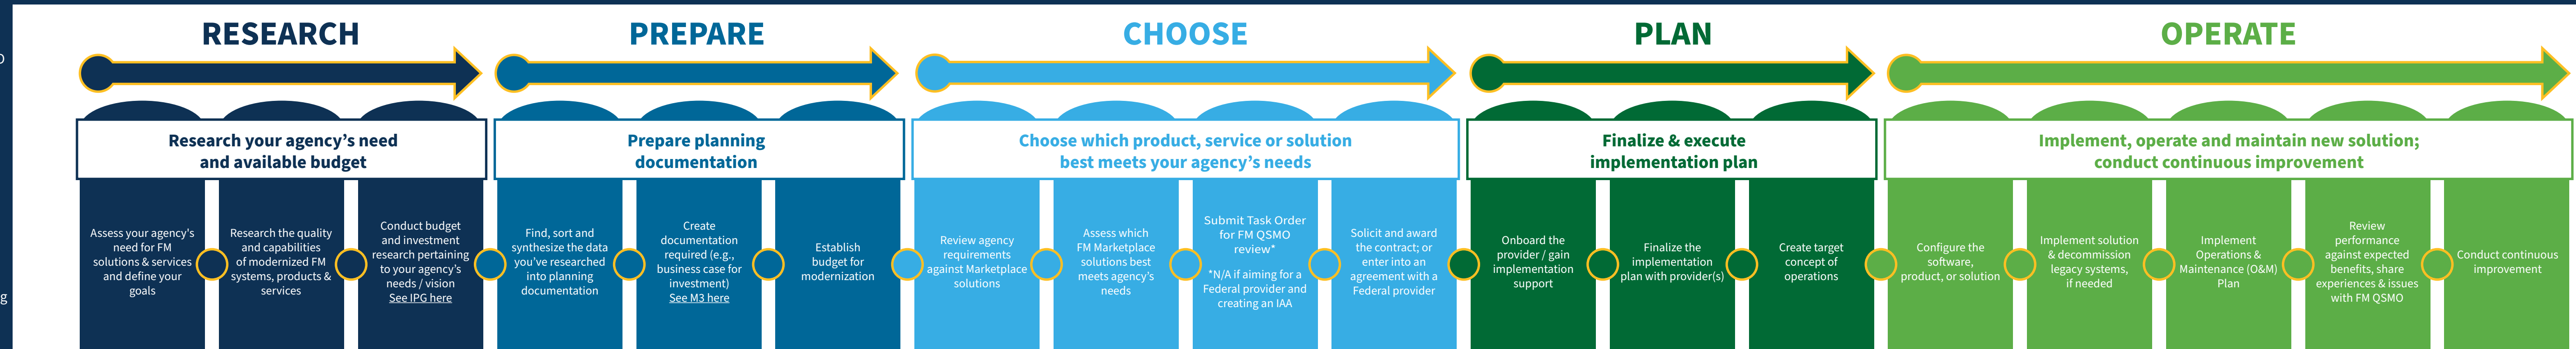 RESEARCH
PREPARE
CHOOSE
PLAN
OPERATE
Research your agency’s need
and available budget
Prepare planning
documentation
Choose which product, service or solution
best meets your agency’s needs
Finalize & execute
implementation plan
Implement, operate and maintain new solution;
conduct continuous improvement
Assess your agency's
need for FM
solutions & services
and define your
goals
Research the quality
and capabilities
of modernized FM
systems, products &
services
Conduct budget
and investment
research pertaining
to your agency’s
needs / vision
See IPG here
Find, sort and
synthesize the data
you’ve researched
into planning
documentation
Create
documentation
required (e.g.,
business case for
investment)
See M3 here
Establish
budget for
modernization
Review agency
requirements
against Marketplace
solutions
Assess which
FM Marketplace
solutions best
meets agency’s
needs
Submit Task Order
for FM QSMO
review*
*N/A if aiming for a
Federal provider and
creating an IAA
Solicit and award
the contract; or
enter into an
agreement with a
Federal provider
Onboard the
provider / gain
implementation
support
Finalize the
implementation
plan with provider(s)
Create target
concept of
operations
Configure the
software,
product, or solution
Implement solution
& decommission
legacy systems,
if needed
Implement
Operations &
Maintenance (O&M)
Plan
Review
performance
against expected
benefits, share
experiences & issues
with FM QSMO
Conduct continuous
improvement